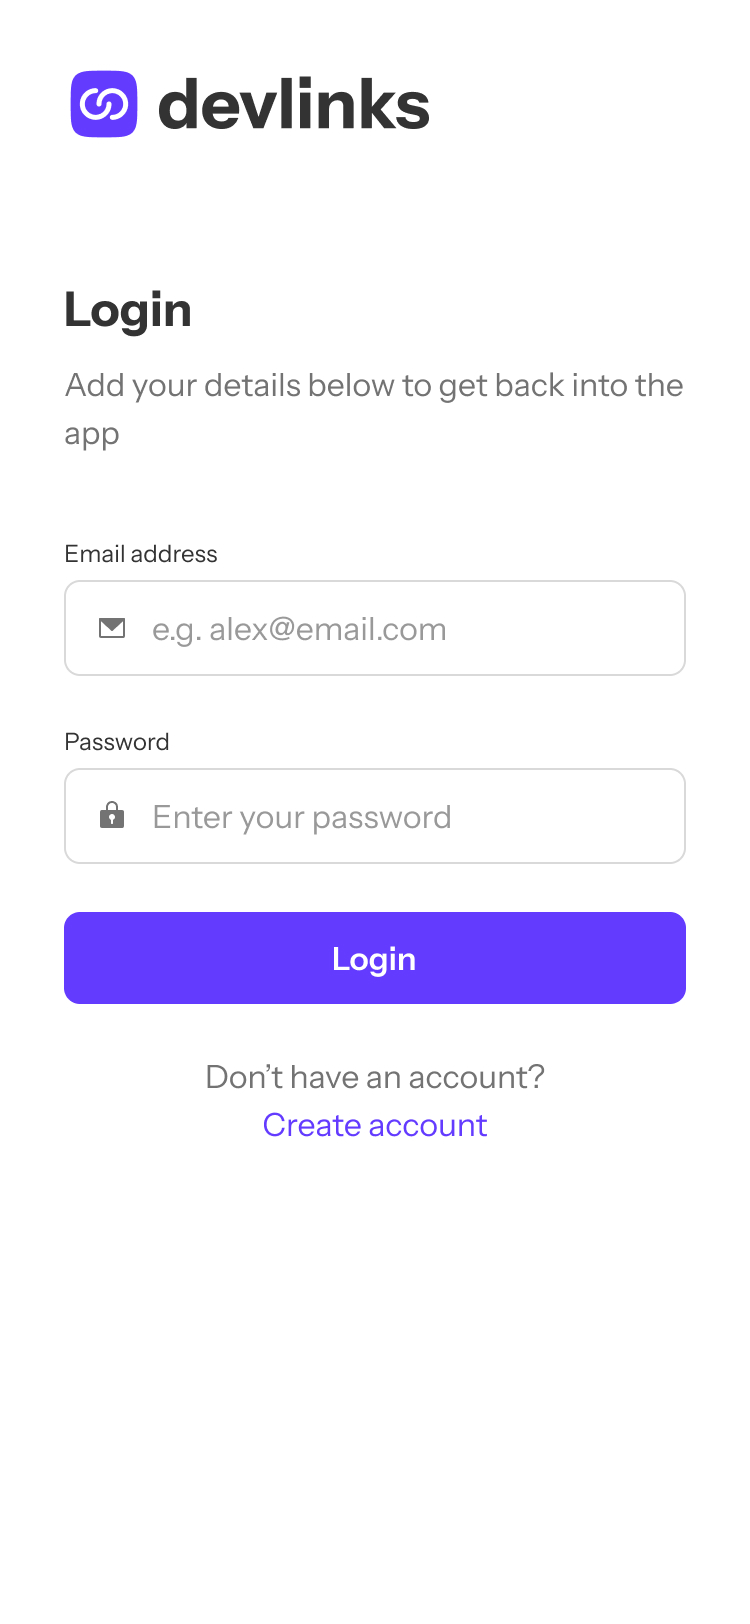 devlinks
Login
Add your details below to get back into the
app
Email address
e.g. alex@email.com
Password
Enter your password
Login
Don’t have an account?
Create account